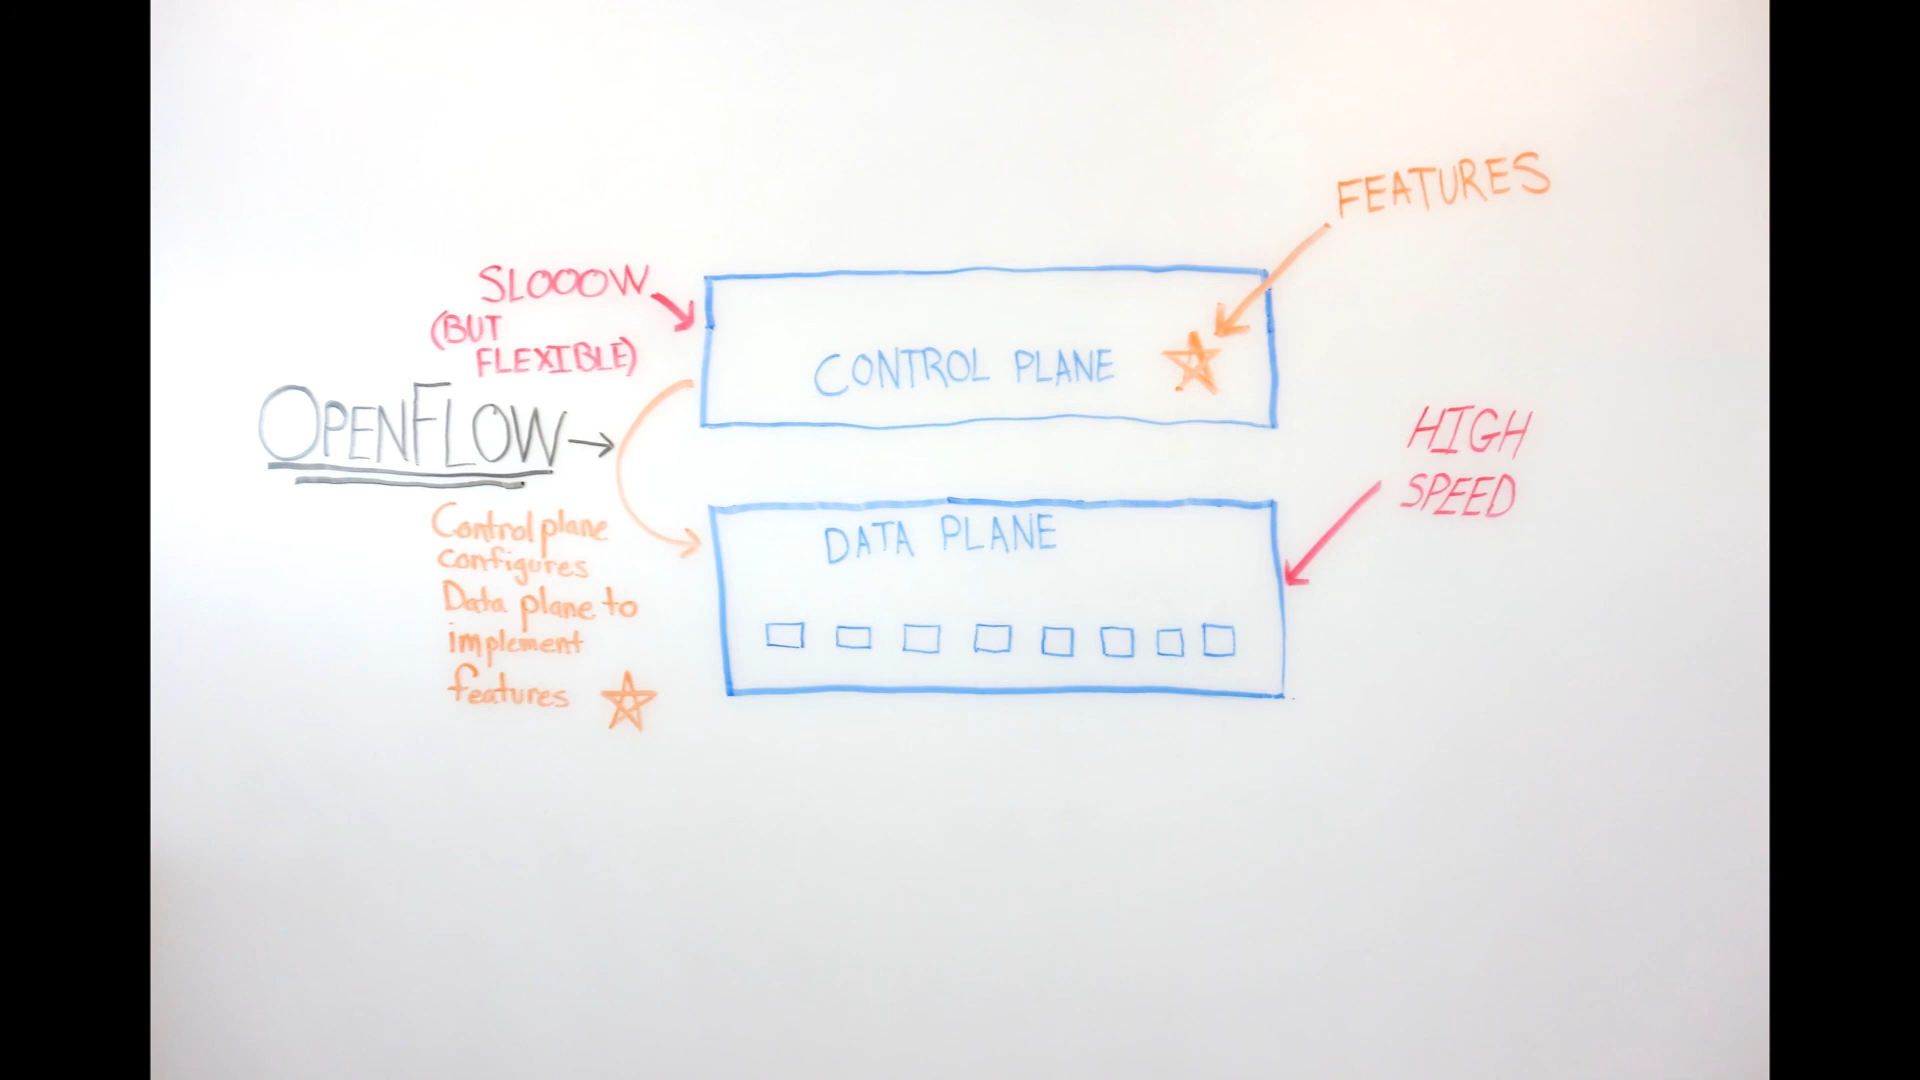 FEATURES
SLOOOW
(BUT
FLEXIBLE)
CONTROL PLANE
OPENFLOW
HIGH
SPEED
Control plane
configures
Data plane to
implement
features
DATA PLANE